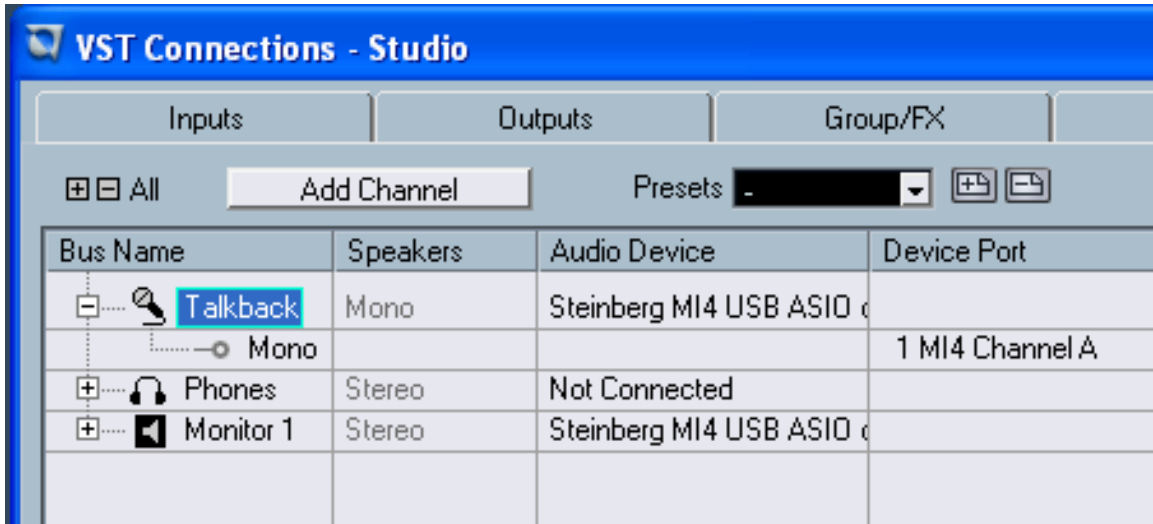 VST Connections - Studio
Inputs Outputs Group/FX
All Add Channel Presets -
Bus Name Speakers Audio Device Device Port
Talkback Mono Steinberg MI4 USB ASIO
Mono 1 MI4 Channel A
Phones Stereo Not Connected
Monitor 1 Stereo Steinberg MI4 USB ASIO